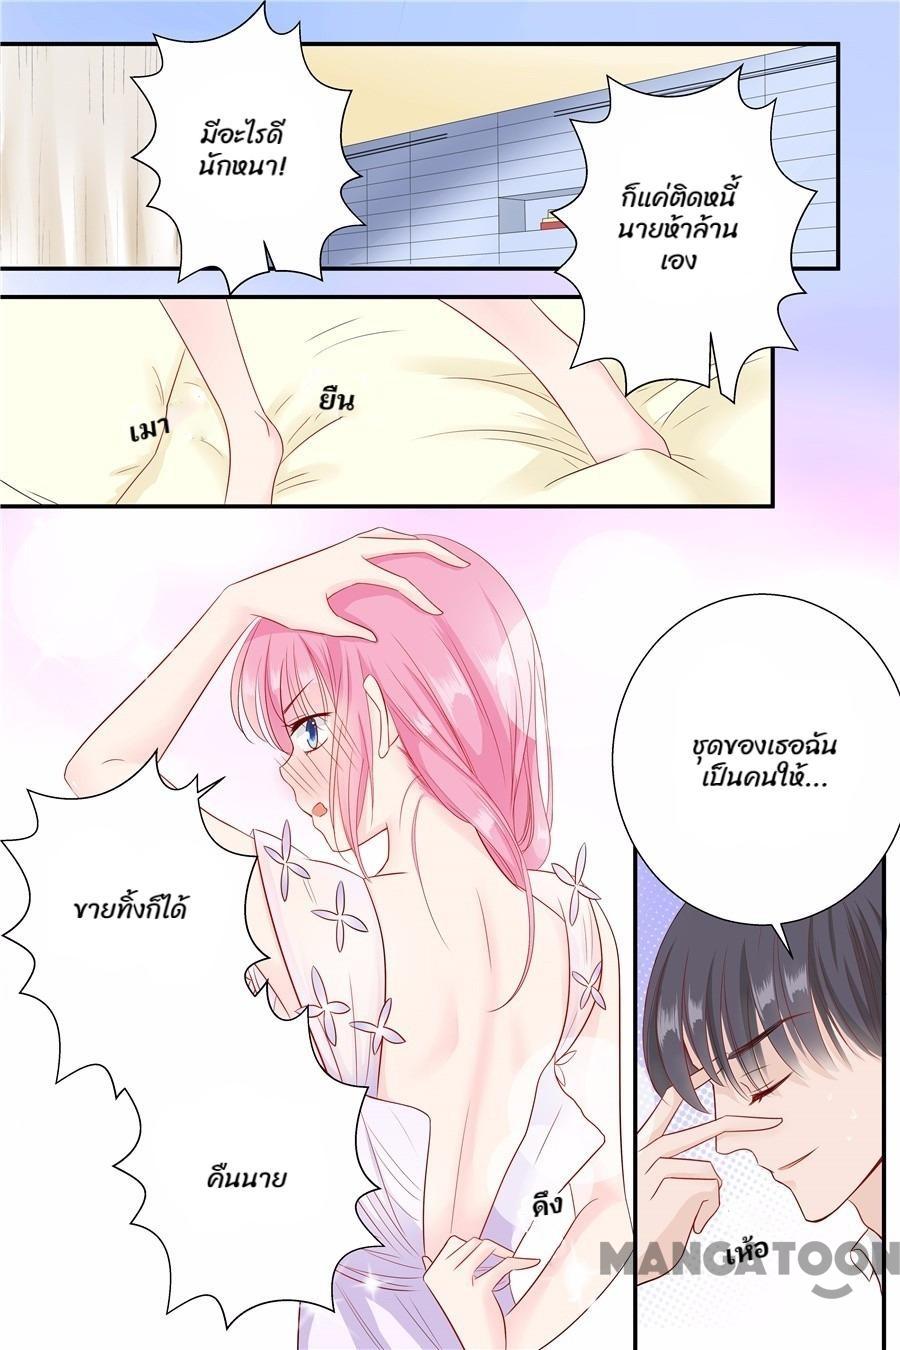 มีอะไรดี
นักหนา!
ก็แค่ติดหนี้
นายห้าล้าน
เอง
ยืน
เมา
ชุดของเธอฉัน
เป็นคนให้...
ขายทิ้งก็ได้
คืนนาย
ดึง
เห้อ
MANGATOON